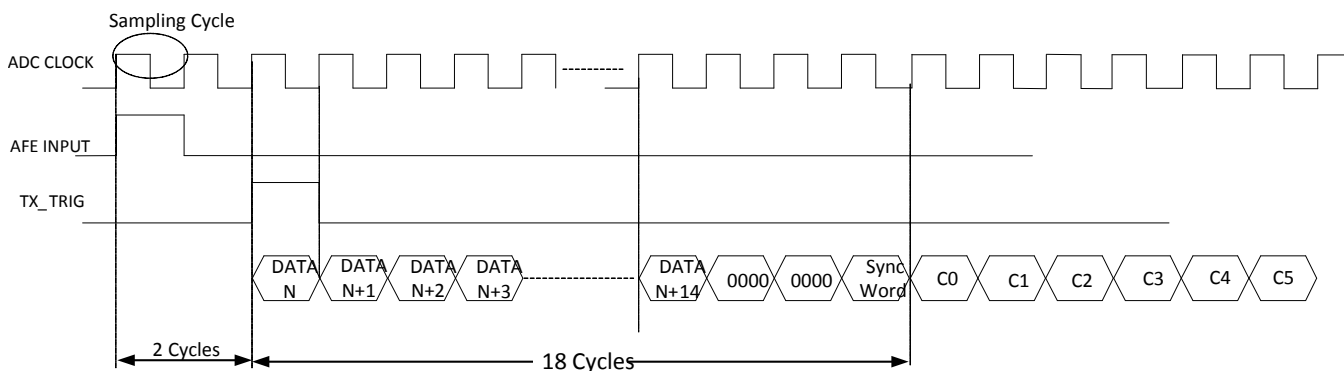 Sampling Cycle
ADC CLOCK
AFE INPUT
TX_TRIG
DATA
N
DATA
N+1
DATA
N+2
DATA
N+3
DATA
N+14
0000
0000
Sync
Word
C0
C1
C2
C3
C4
C5
2 Cycles
18 Cycles